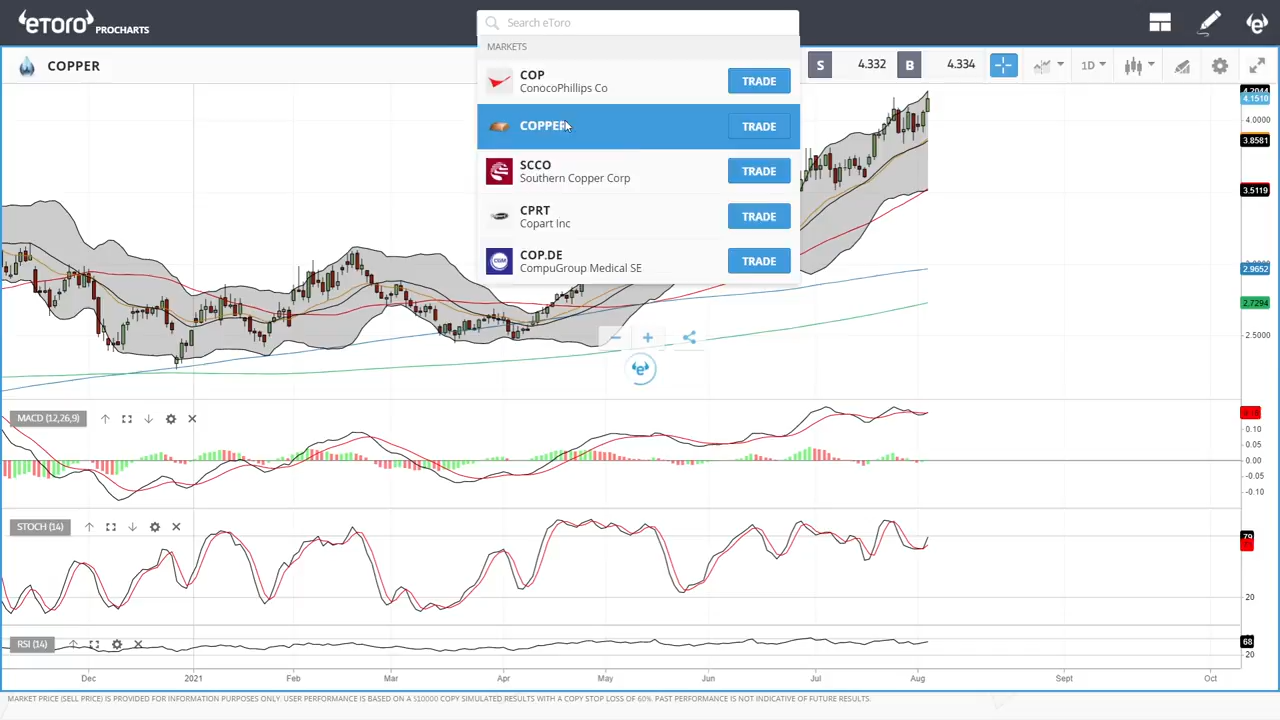 eToro PROCHARTS
Search eToro
MARKETS
COP
ConocoPhillips Co
TRADE
COPPER
TRADE
SCCO
Southern Copper Corp
TRADE
CPRT
Copart Inc
TRADE
COP.DE
CompuGroup Medical SE
TRADE
COPPER
S 4.332 B 4.334
1D
4.2044
4.1510
4.0000
3.8581
3.5119
2.9652
2.7294
2.5000
MACD (12,26,9)
0.10
0.05
0.00
-0.05
-0.10
STOCH (14)
79
20
RSI (14)
68
20
Dec 2021 Feb Mar Apr May Jun Jul Aug Sept Oct
MARKET PRICE (SELL PRICE) IS PROVIDED FOR INFORMATION PURPOSES ONLY. USER PERFORMANCE IS BASED ON A $10000 COPY SIMULATED RESULTS WITH A COPY STOP LOSS OF 60%. PAST PERFORMANCE IS NOT INDICATIVE OF FUTURE RESULTS.